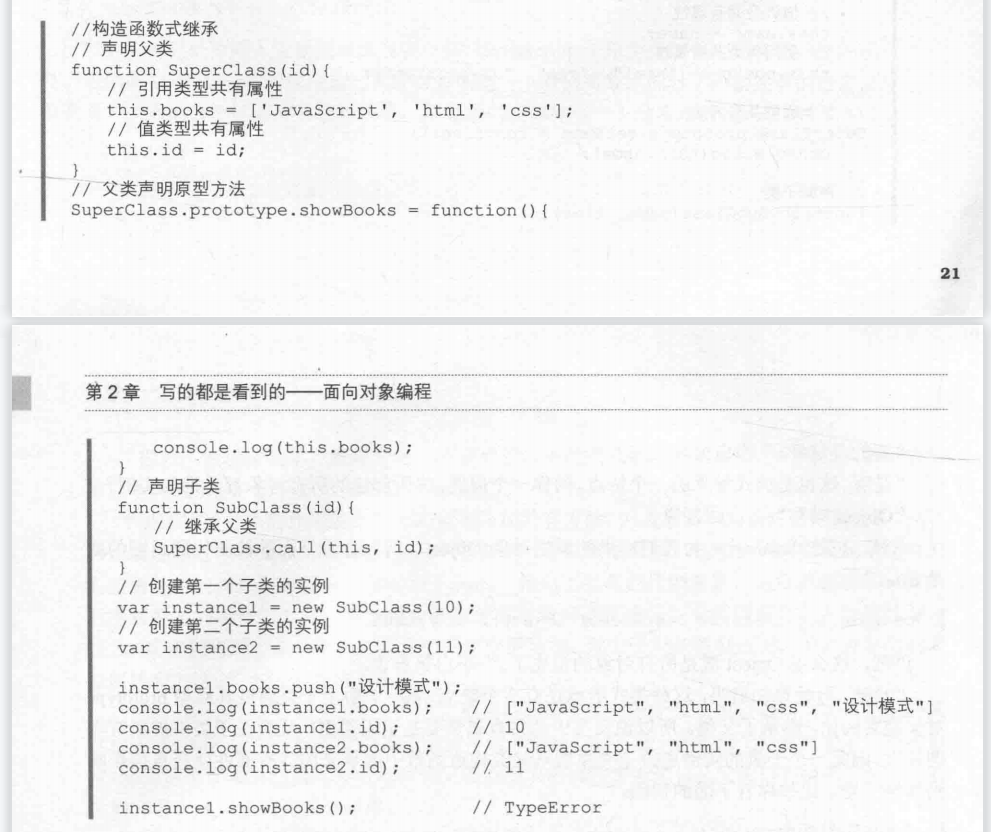 //构造函数式继承
// 声明父类
function SuperClass(id){
// 引用类型共有属性
this.books = ['JavaScript', 'html', 'css'];
// 值类型共有属性
this.id = id;
}
// 父类声明原型方法
SuperClass.prototype.showBooks = function(){
21
第 2 章 写的都是看到的——面向对象编程
console.log(this.books);
}
// 声明子类
function SubClass(id){
// 继承父类
SuperClass.call(this, id);
}
// 创建第一个子类的实例
var instance1 = new SubClass(10);
// 创建第二个子类的实例
var instance2 = new SubClass(11);
instance1.books.push("设计模式");
console.log(instance1.books); // ["JavaScript", "html", "css", "设计模式"]
console.log(instance1.id); // 10
console.log(instance2.books); // ["JavaScript", "html", "css"]
console.log(instance2.id); // 11
instance1.showBooks(); // TypeError